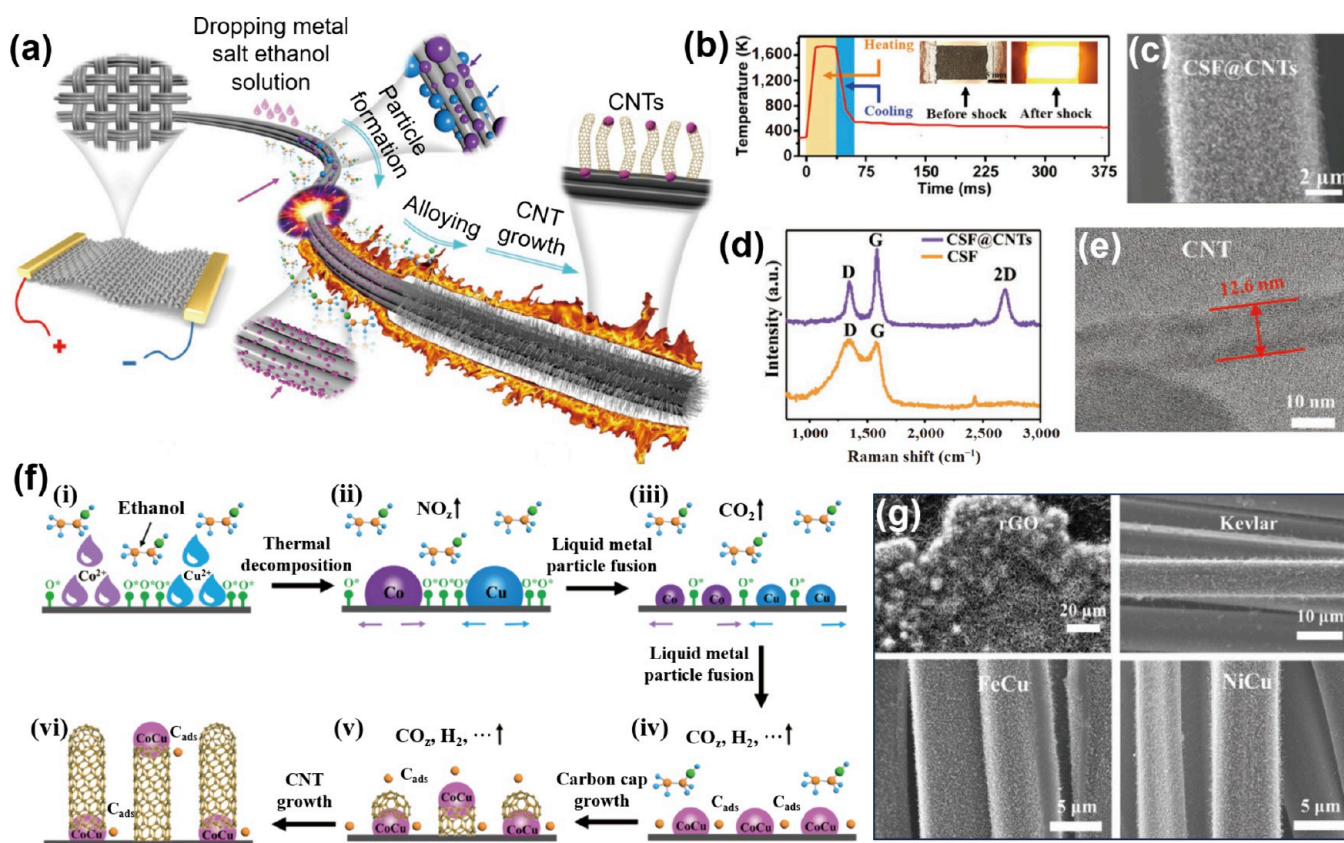 (a)
Dropping metal
salt ethanol
solution
Particle
formation
CNTs
Alloying
CNT
growth
+
−
(b)
Temperature (K)
1,600
1,200
800
400
Heating
Cooling
Before shock
After shock
0
75
150
225
300
375
Time (ms)
(c)
CSF@CNTs
2 μm
(d)
Intensity (a.u.)
CSF@CNTs
CSF
D
G
2D
D
G
1,000
1,500
2,000
2,500
3,000
Raman shift (cm⁻¹)
(e)
CNT
12.6 nm
10 nm
(f)
(i)
Ethanol
Co²⁺
Cu²⁺
O*
O*O*O*
O*O*
Thermal
decomposition
(ii)
NOz↑
O*
Co
O*O*O*
Cu
O*O*
Liquid metal
particle fusion
(iii)
CO₂↑
O*
Co
Co
O*
Cu
O*
Cu
Liquid metal
particle fusion
(iv)
COz, H₂, ⋯↑
Cads
Cads
CoCu
CoCu
CoCu
Carbon cap
growth
(v)
COz, H₂, ⋯↑
Cads
CoCu
CoCu
CoCu
CNT
growth
(vi)
CoCu
Cads
Cads
CoCu
CoCu
(g)
rGO
20 μm
Kevlar
10 μm
FeCu
5 μm
NiCu
5 μm